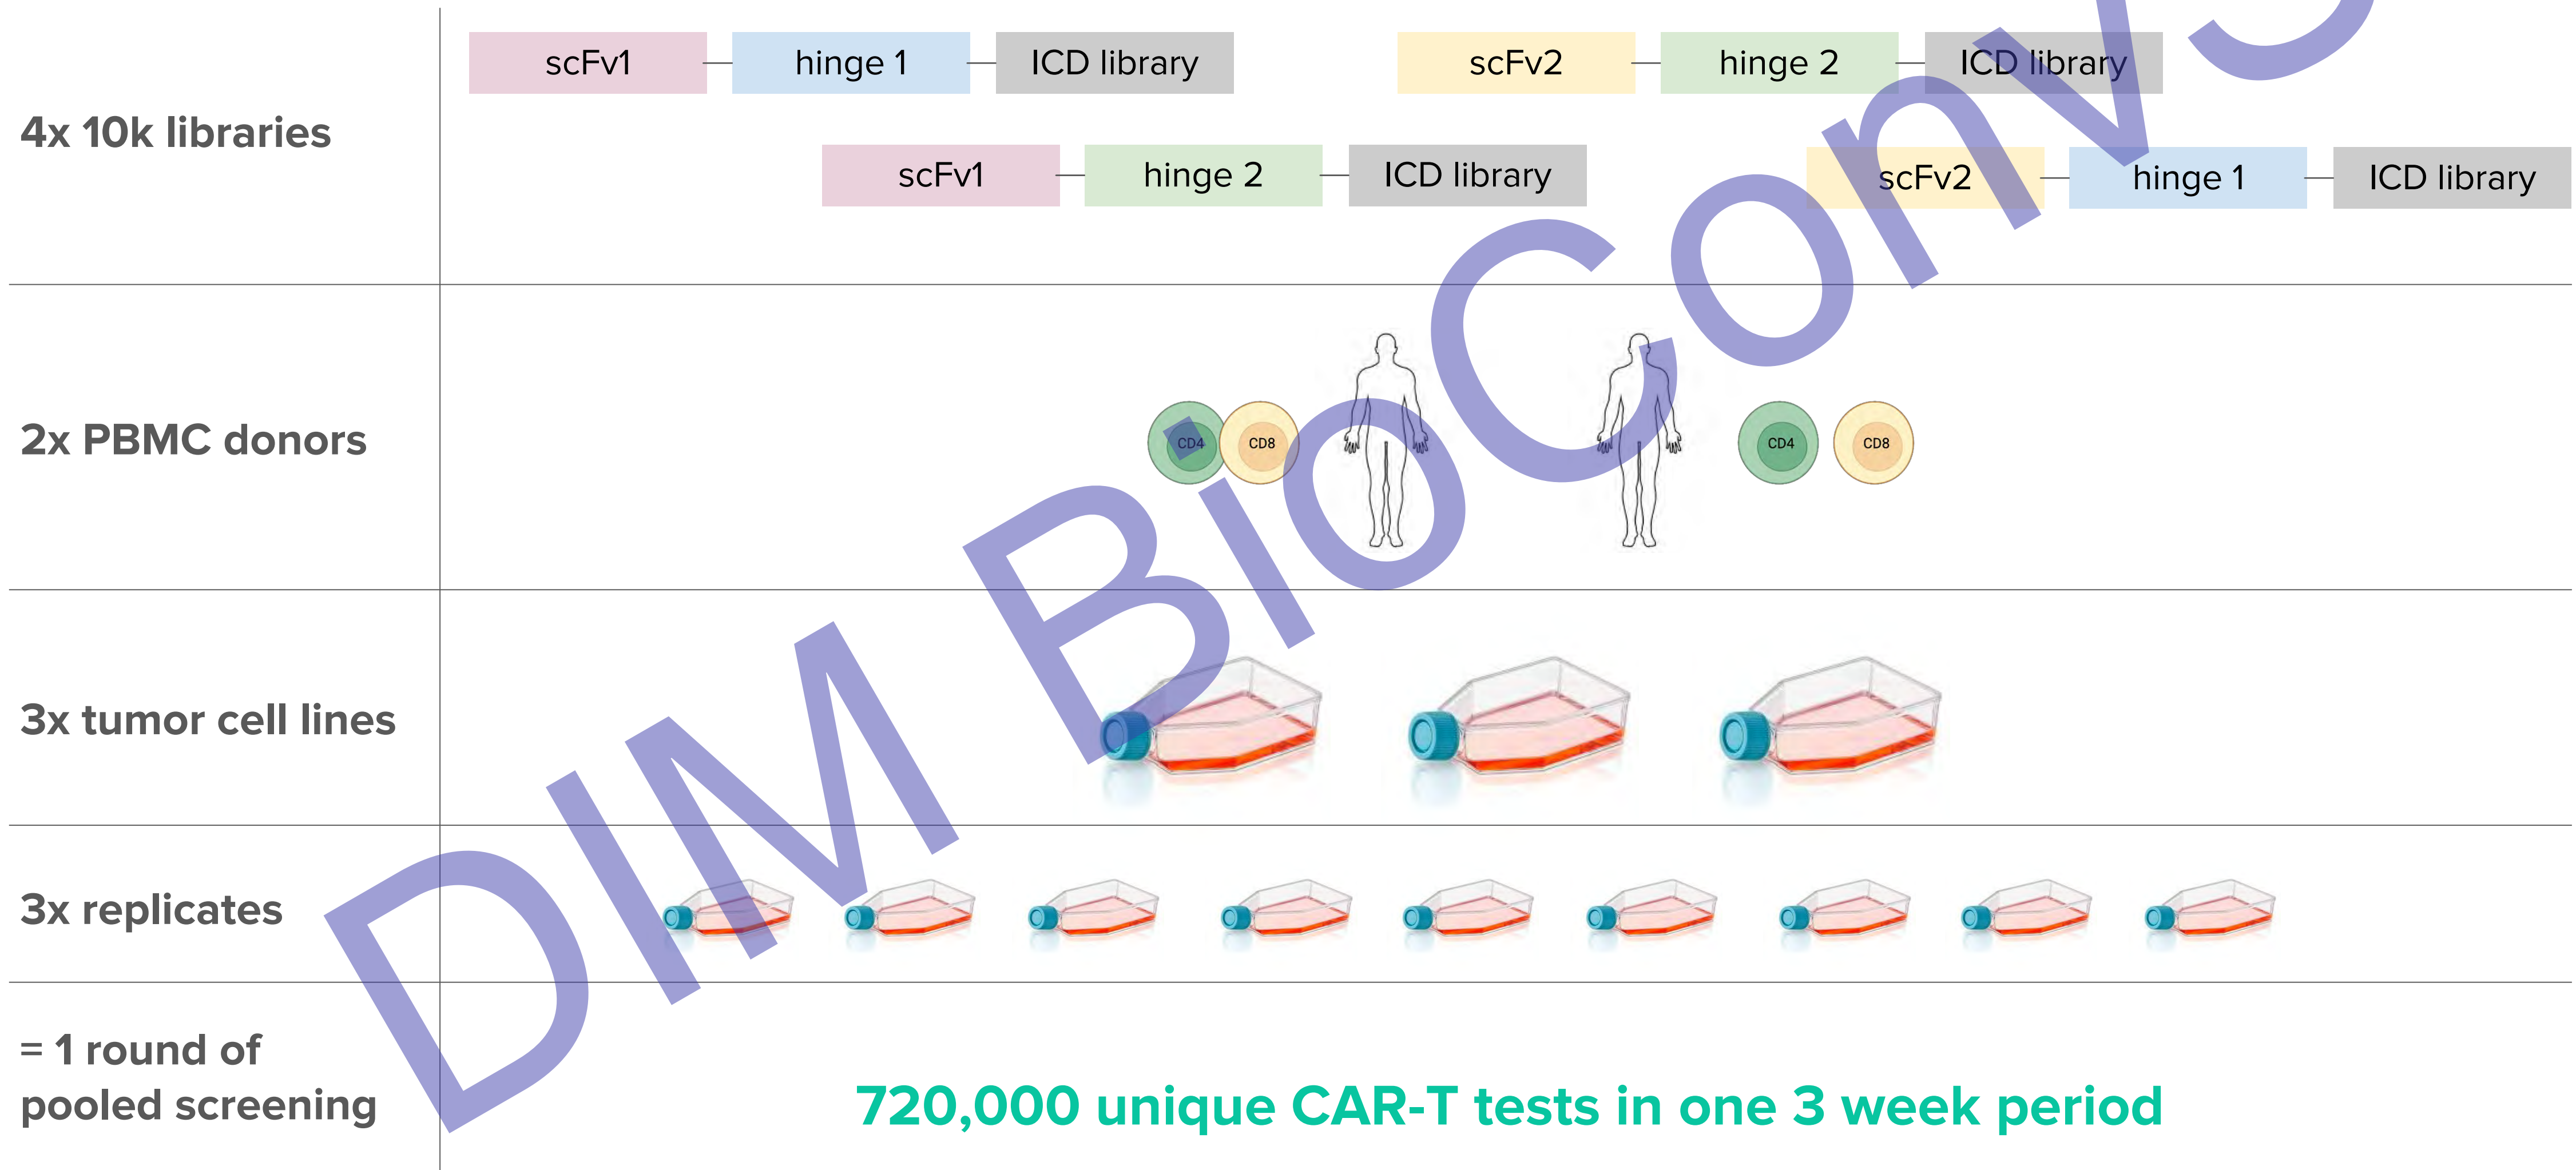 4x 10k libraries
scFv1 hinge 1 ICD library
scFv2 hinge 2 ICD library
scFv1 hinge 2 ICD library
scFv2 hinge 1 ICD library
2x PBMC donors
CD4 CD8
CD4 CD8
3x tumor cell lines
3x replicates
= 1 round of
pooled screening
720,000 unique CAR-T tests in one 3 week period
DIM BioConvS